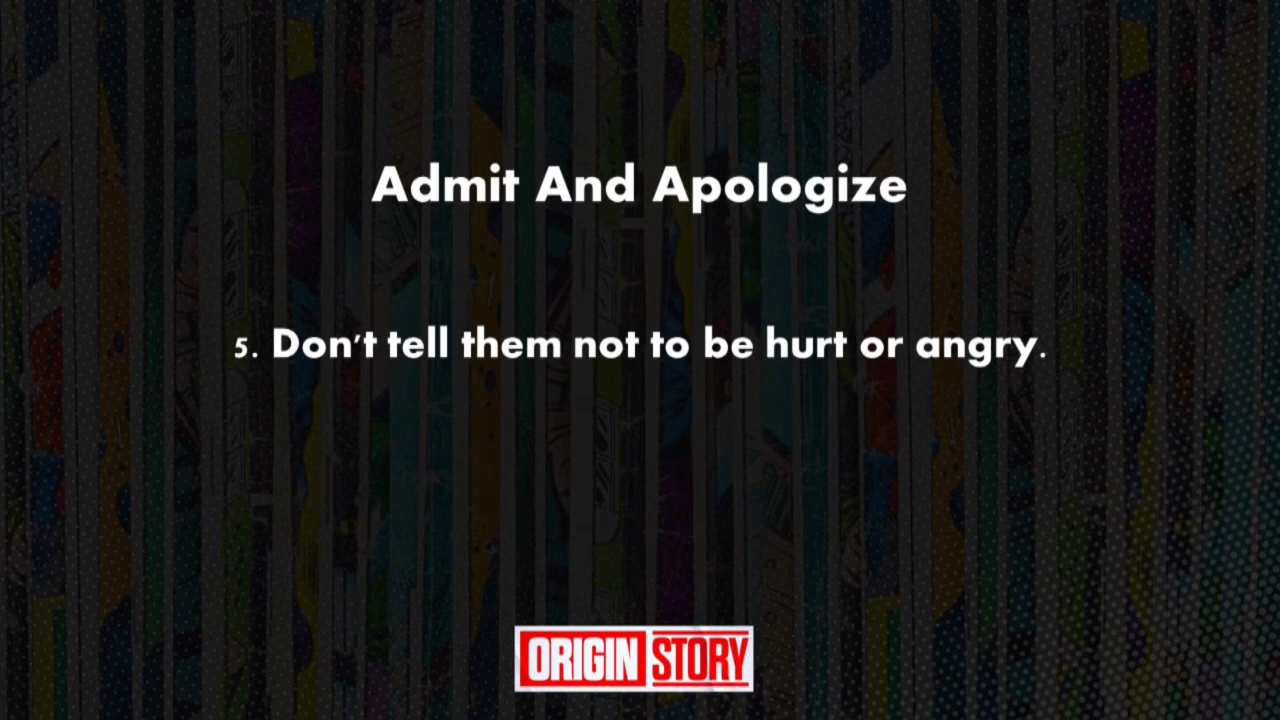 Admit And Apologize
5. Don't tell them not to be hurt or angry.
ORIGIN STORY